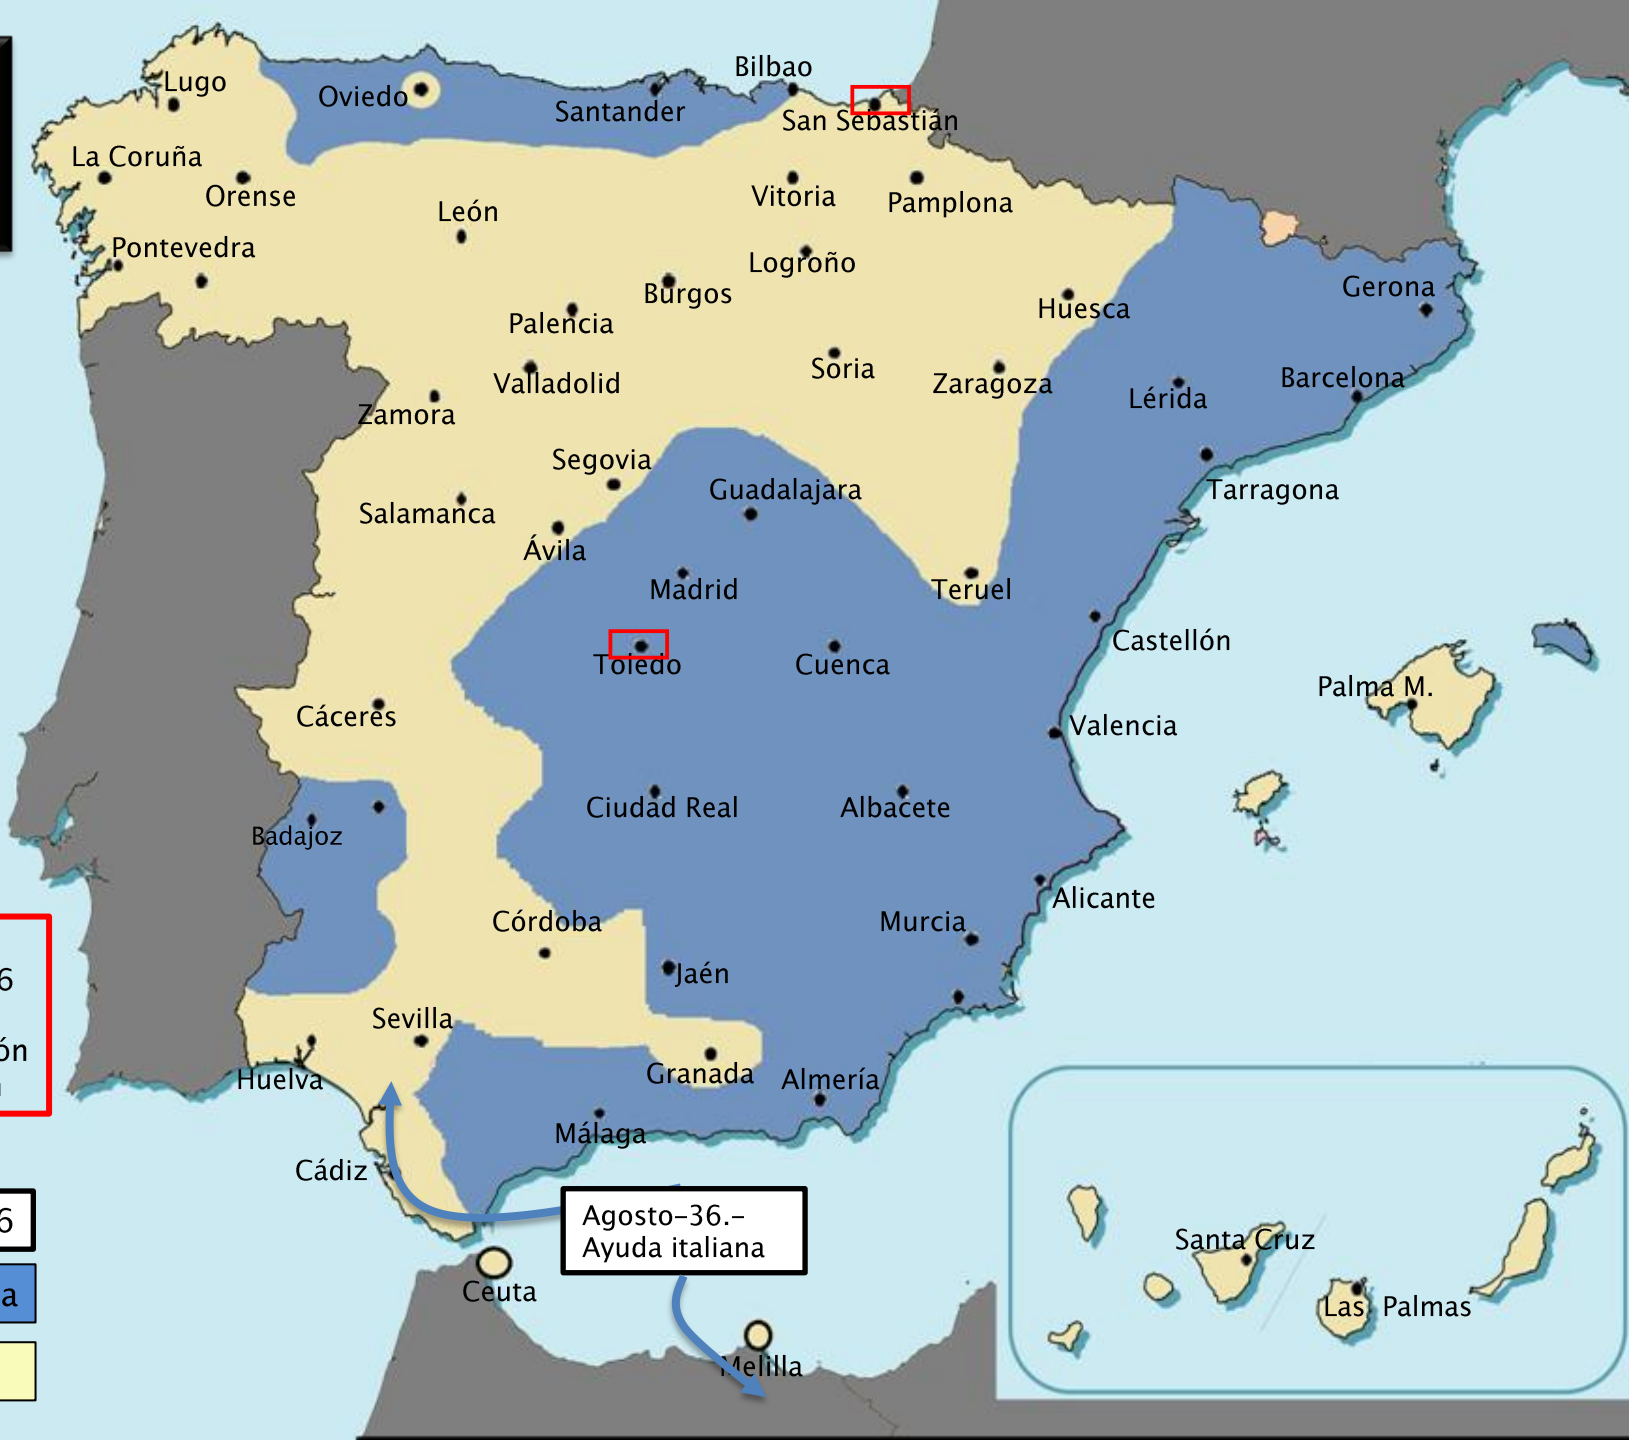 Bilbao
Lugo
Oviedo
Santander
San Sebastián
La Coruña
Orense
Vitoria
Pamplona
León
Pontevedra
Logroño
Burgos
Gerona
Huesca
Palencia
Soria
Valladolid
Zaragoza
Barcelona
Lérida
Zamora
Segovia
Guadalajara
Tarragona
Salamanca
Ávila
Madrid
Teruel
Castellón
Toledo
Cuenca
Palma M.
Cáceres
Valencia
Ciudad Real
Albacete
Badajoz
Alicante
Córdoba
Murcia
6
Jaén
Sevilla
ón
Huelva
Granada
Almería
Málaga
Cádiz
6
Agosto-36.-
Ayuda italiana
Santa Cruz
Ceuta
a
Las Palmas
Melilla